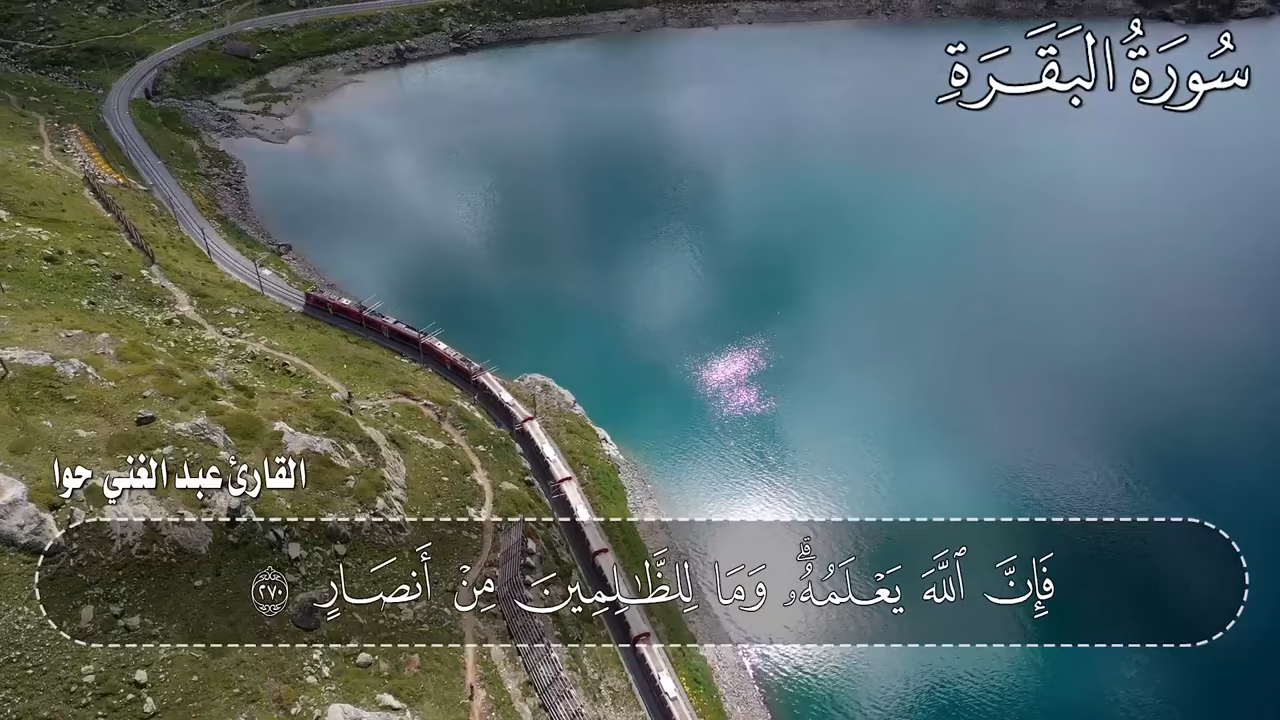 سُورَةُ البَقَرَةِ
القارئ عبد الغني حوا
فَإِنَّ ٱللَّهَ يَعْلَمُهُۥۗ وَمَا لِلظَّٰلِمِينَ مِنْ أَنصَارٍ ٢٧٠